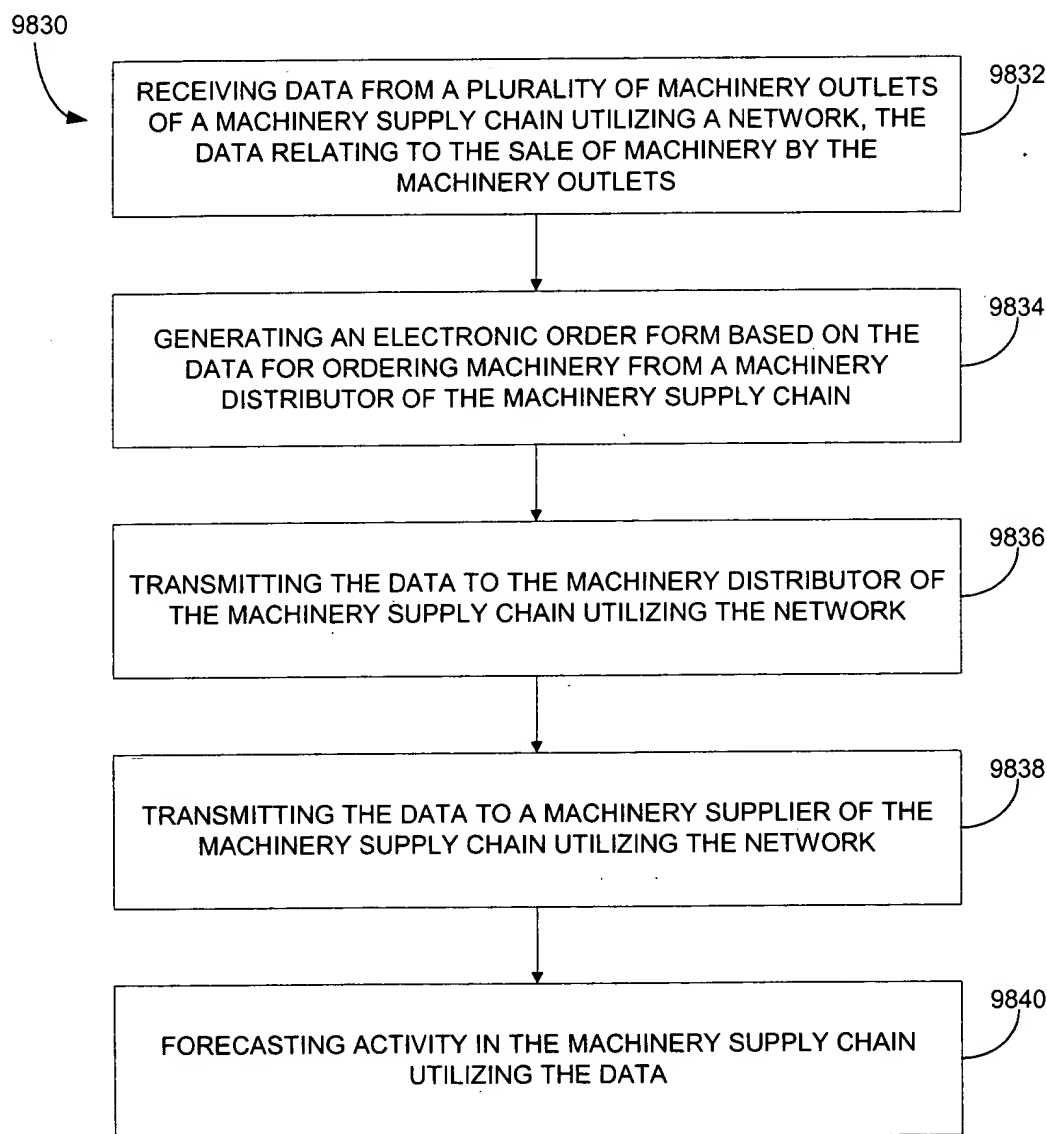 9830
RECEIVING DATA FROM A PLURALITY OF MACHINERY OUTLETS
OF A MACHINERY SUPPLY CHAIN UTILIZING A NETWORK, THE
DATA RELATING TO THE SALE OF MACHINERY BY THE
MACHINERY OUTLETS
9832
GENERATING AN ELECTRONIC ORDER FORM BASED ON THE
DATA FOR ORDERING MACHINERY FROM A MACHINERY
DISTRIBUTOR OF THE MACHINERY SUPPLY CHAIN
9834
TRANSMITTING THE DATA TO THE MACHINERY DISTRIBUTOR OF
THE MACHINERY SUPPLY CHAIN UTILIZING THE NETWORK
9836
TRANSMITTING THE DATA TO A MACHINERY SUPPLIER OF THE
MACHINERY SUPPLY CHAIN UTILIZING THE NETWORK
9838
FORECASTING ACTIVITY IN THE MACHINERY SUPPLY CHAIN
UTILIZING THE DATA
9840